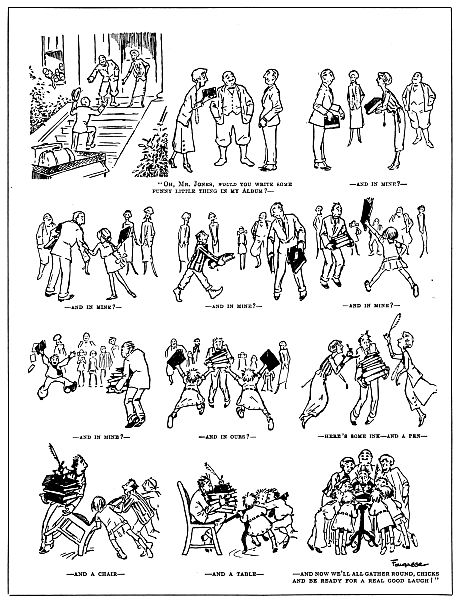 "Oh, Mr. Jones, would you write some
funny little thing in my Album?—
—and in mine?—
—and in mine?—
—and in mine?—
—and in mine?—
—and in mine?—
—and in ours?—
—here's some ink—and a pen—
—and a chair—
—and a table—
Fougasse
—and now we'll all gather round, chicks
and be ready for a real good laugh!"